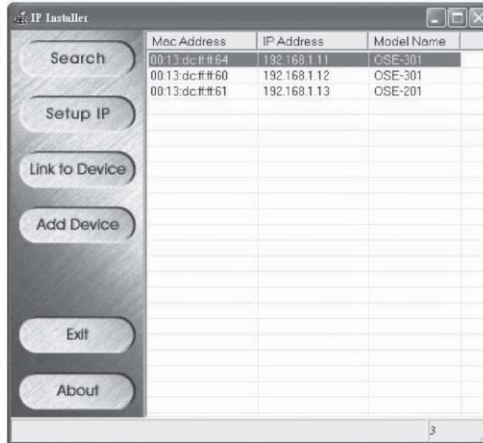 IP Installer
Search
Setup IP
Link to Device
Add Device
Exit
About
Mac Address IP Address Model Name
00:13:dc:ff:ff:64 192.168.1.11 OSE-301
00:13:dc:ff:ff:60 192.168.1.12 OSE-301
00:13:dc:ff:ff:61 192.168.1.13 OSE-201
3